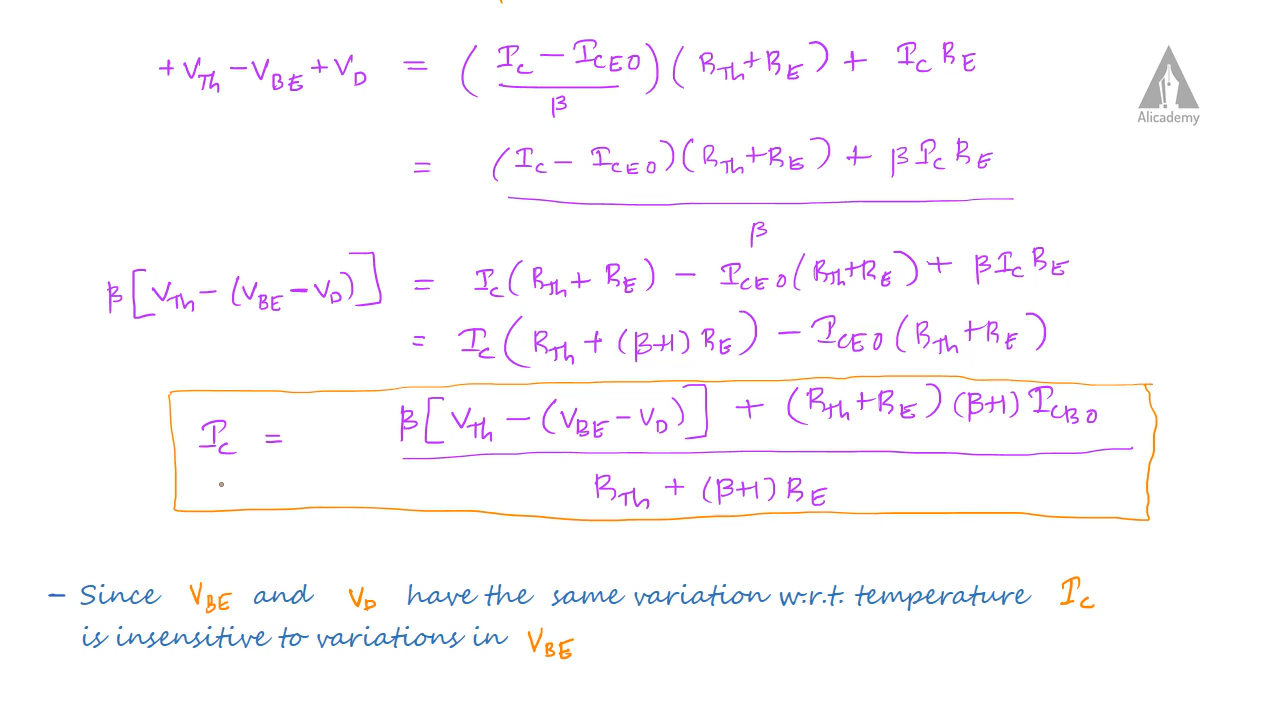 + V_Th − V_BE + V_D = ( (I_C − I_CEO) / β ) ( R_Th + R_E ) + I_C R_E
Alicademy
= ( (I_C − I_CEO)(R_Th + R_E) + β I_C R_E ) / β
β [ V_Th − (V_BE − V_D) ] = I_C (R_Th + R_E) − I_CEO (R_Th + R_E) + β I_C R_E
= I_C ( R_Th + (β+1) R_E ) − I_CEO (R_Th + R_E)
I_C = ( β [ V_Th − (V_BE − V_D) ] + (R_Th + R_E)(β+1) I_CBO ) / ( R_Th + (β+1) R_E )
– Since V_BE and V_D have the same variation w.r.t. temperature I_C
is insensitive to variations in V_BE